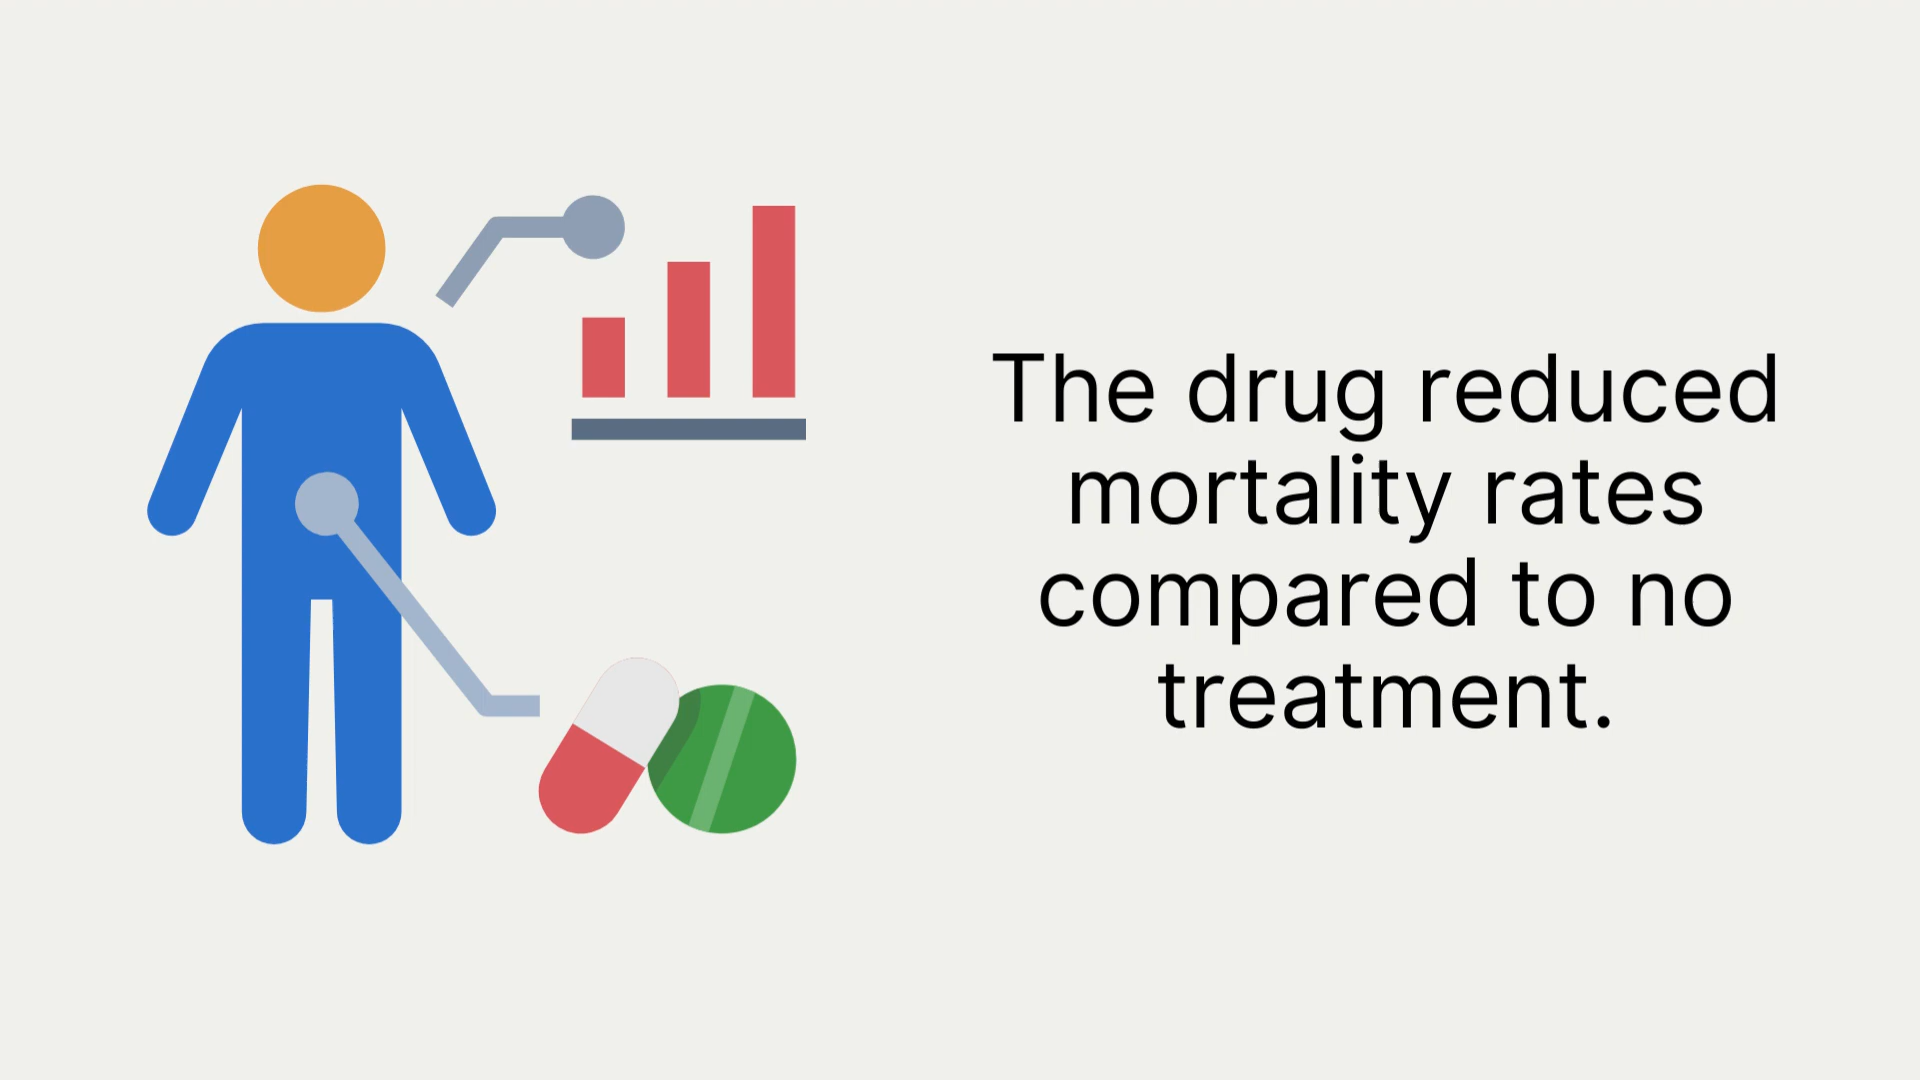 The drug reduced
mortality rates
compared to no
treatment.